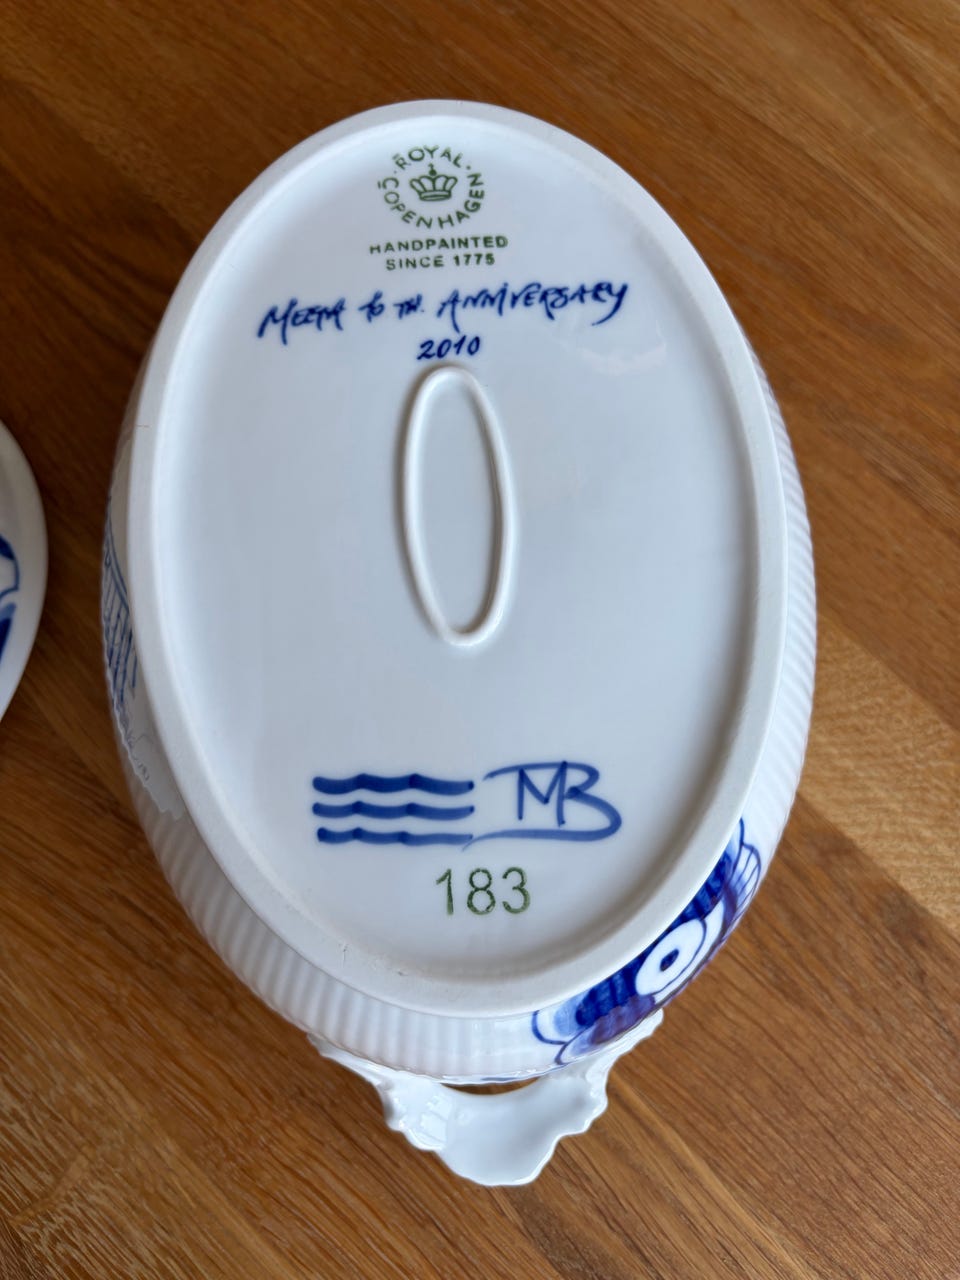 ROYAL COPENHAGEN
HANDPAINTED
SINCE 1775
MEGA 10 TH. ANNIVERSARY
2010
MB
183